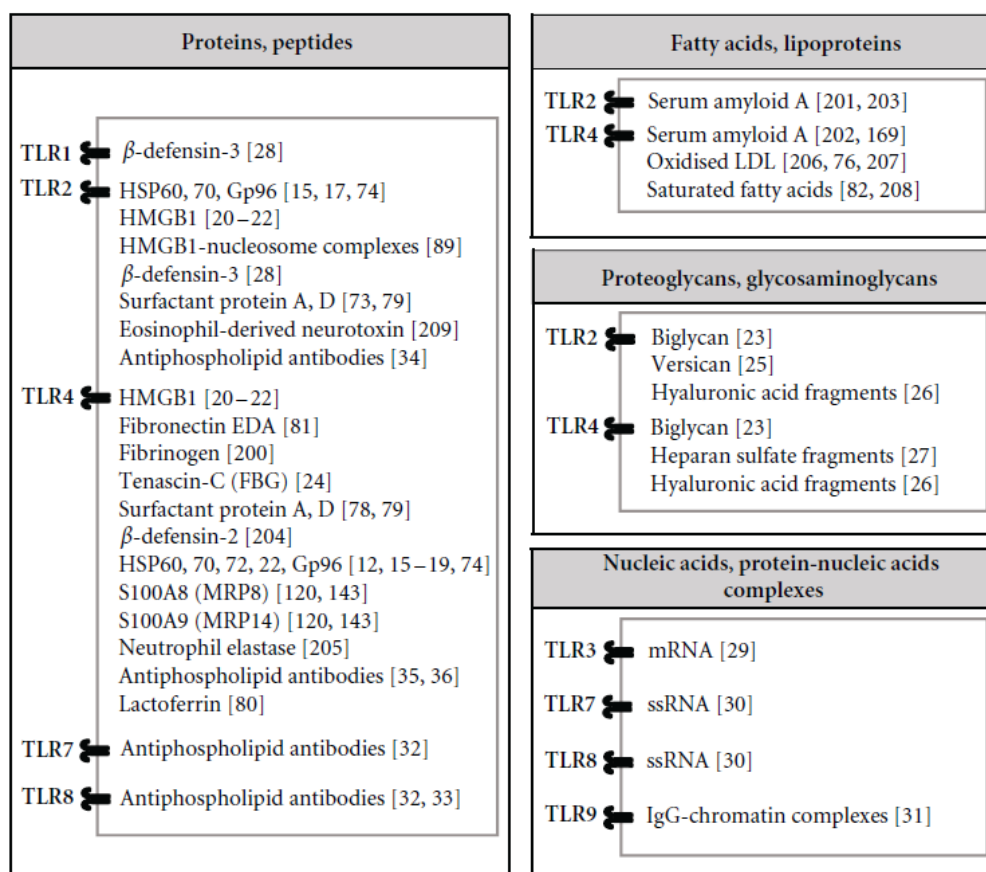 Proteins, peptides
TLR1 β-defensin-3 [28]
TLR2 HSP60, 70, Gp96 [15, 17, 74]
HMGB1 [20–22]
HMGB1-nucleosome complexes [89]
β-defensin-3 [28]
Surfactant protein A, D [73, 79]
Eosinophil-derived neurotoxin [209]
Antiphospholipid antibodies [34]
TLR4 HMGB1 [20–22]
Fibronectin EDA [81]
Fibrinogen [200]
Tenascin-C (FBG) [24]
Surfactant protein A, D [78, 79]
β-defensin-2 [204]
HSP60, 70, 72, 22, Gp96 [12, 15–19, 74]
S100A8 (MRP8) [120, 143]
S100A9 (MRP14) [120, 143]
Neutrophil elastase [205]
Antiphospholipid antibodies [35, 36]
Lactoferrin [80]
TLR7 Antiphospholipid antibodies [32]
TLR8 Antiphospholipid antibodies [32, 33]
Fatty acids, lipoproteins
TLR2 Serum amyloid A [201, 203]
TLR4 Serum amyloid A [202, 169]
Oxidised LDL [206, 76, 207]
Saturated fatty acids [82, 208]
Proteoglycans, glycosaminoglycans
TLR2 Biglycan [23]
Versican [25]
Hyaluronic acid fragments [26]
TLR4 Biglycan [23]
Heparan sulfate fragments [27]
Hyaluronic acid fragments [26]
Nucleic acids, protein-nucleic acids
complexes
TLR3 mRNA [29]
TLR7 ssRNA [30]
TLR8 ssRNA [30]
TLR9 IgG-chromatin complexes [31]